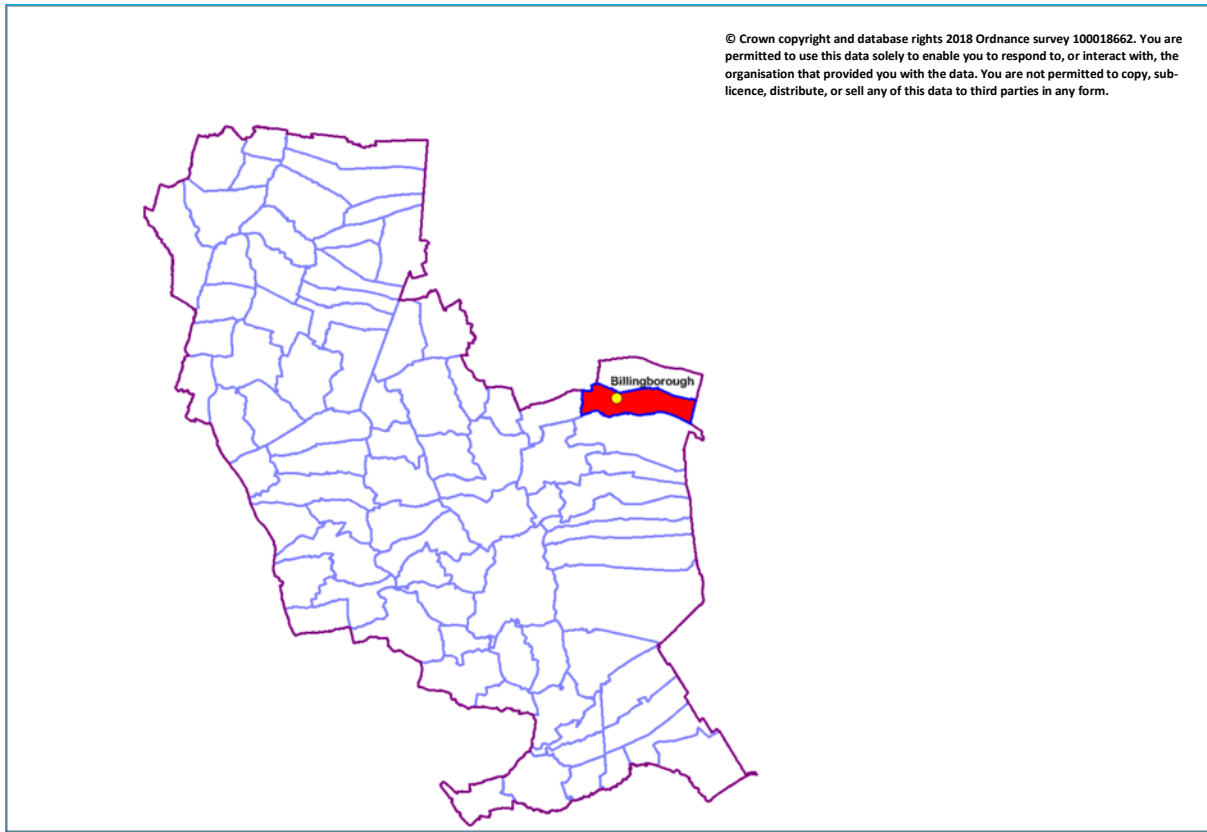 © Crown copyright and database rights 2018 Ordnance survey 100018662. You are
permitted to use this data solely to enable you to respond to, or interact with, the
organisation that provided you with the data. You are not permitted to copy, sub-
licence, distribute, or sell any of this data to third parties in any form.
Billingborough